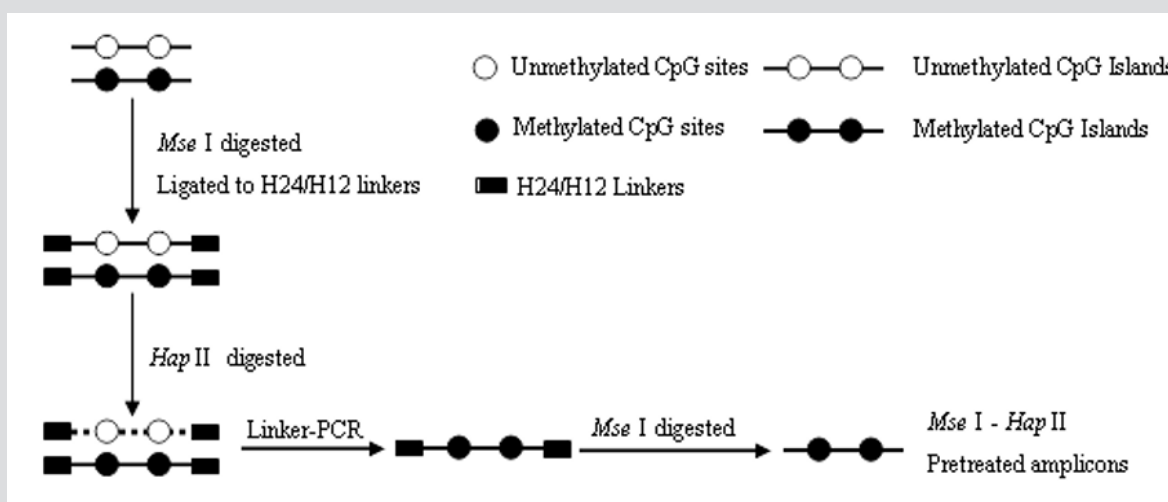 Unmethylated CpG sites
Unmethylated CpG Islands
Methylated CpG sites
Methylated CpG Islands
H24/H12 Linkers
Mse I digested
Ligated to H24/H12 linkers
Hap II digested
Linker-PCR
Mse I digested
Mse I - Hap II
Pretreated amplicons